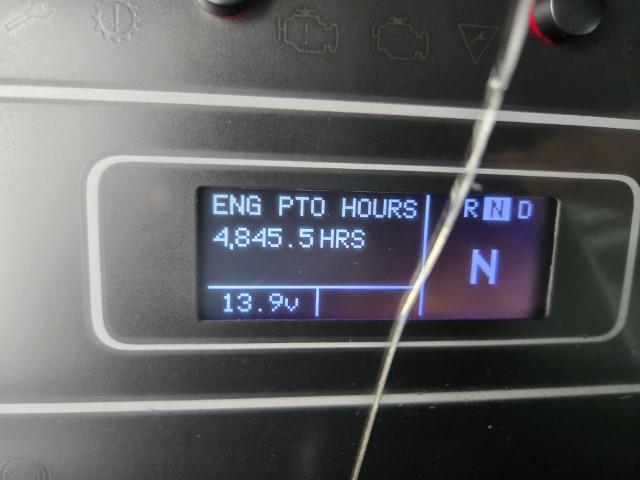 ENG PTO HOURS
4,845.5 HRS
13.9v
R N D
N